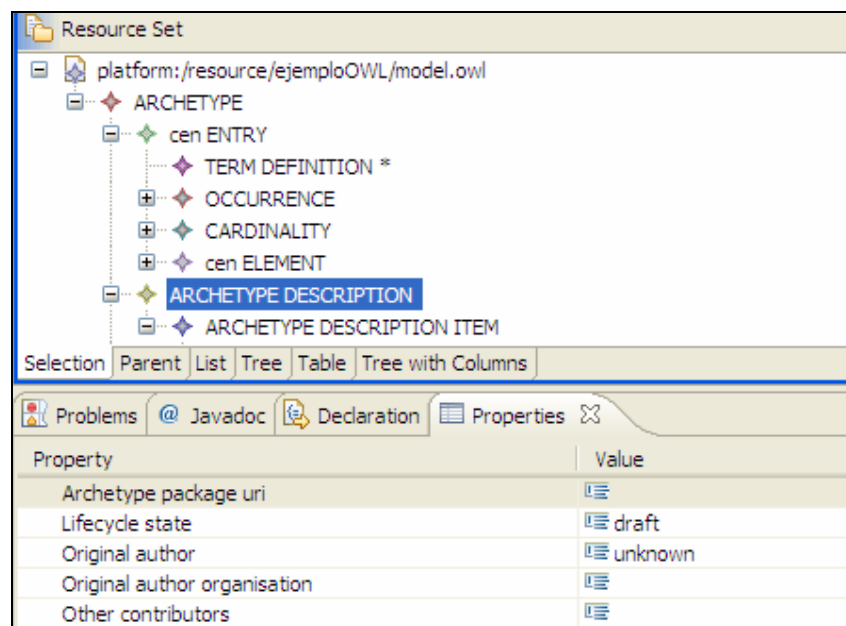 Resource Set
platform:/resource/ejemploOWL/model.owl
ARCHETYPE
cen ENTRY
TERM DEFINITION *
OCCURRENCE
CARDINALITY
cen ELEMENT
ARCHETYPE DESCRIPTION
ARCHETYPE DESCRIPTION ITEM
Selection Parent List Tree Table Tree with Columns
Problems @ Javadoc Declaration Properties
Property Value
Archetype package uri
Lifecycle state draft
Original author unknown
Original author organisation
Other contributors